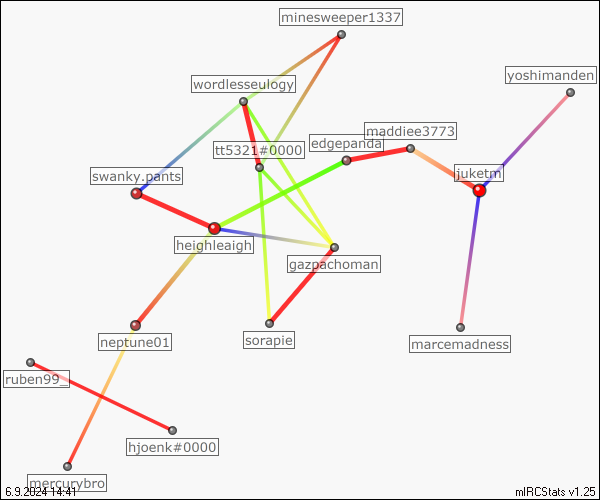 minesweeper1337
yoshimanden
wordlesseulogy
maddiee3773
edgepanda
tt5321#0000
juketm
swanky.pants
heighleaigh
gazpachoman
neptune01
sorapie
marcemadness
ruben99_
hjoenk#0000
mercurybro
6.9.2024 14:41
mIRCStats v1.25